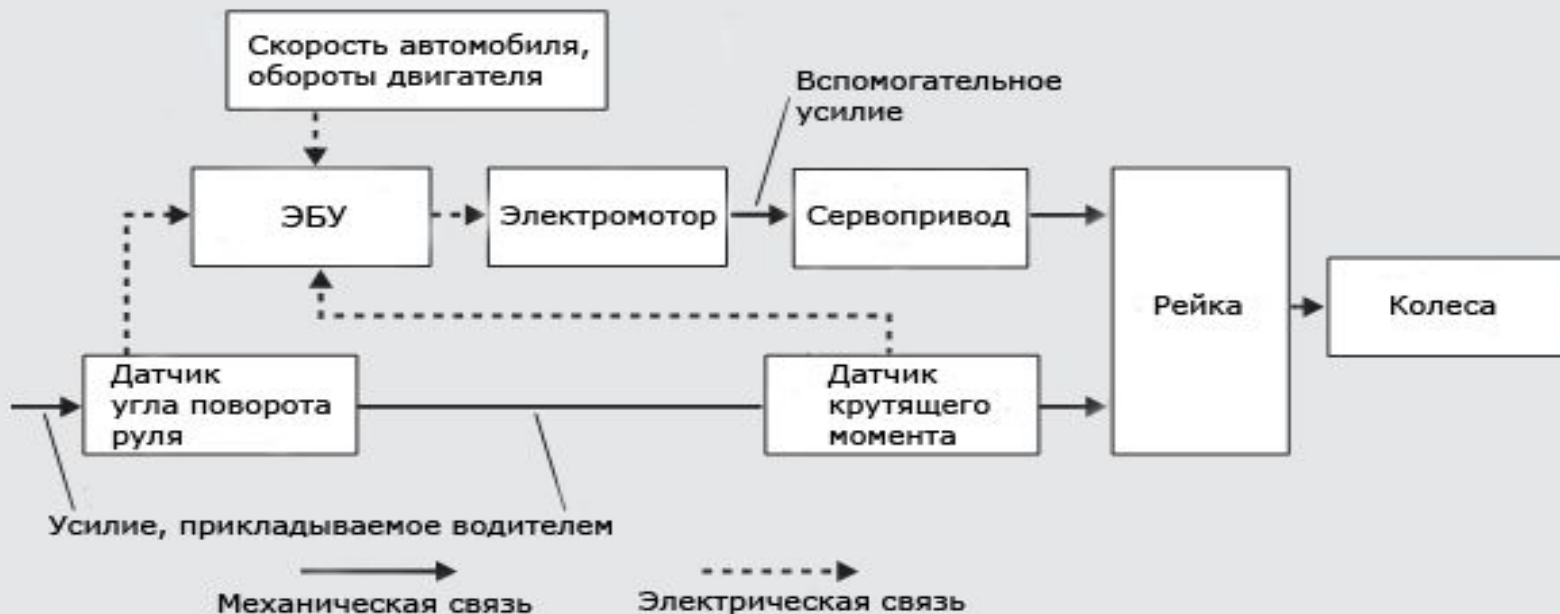 Скорость автомобиля,
обороты двигателя
Вспомогательное
усилие
ЭБУ
Электромотор
Сервопривод
Рейка
Колеса
Датчик
угла поворота
руля
Датчик
крутящего
момента
Усилие, прикладываемое водителем
Механическая связь
Электрическая связь